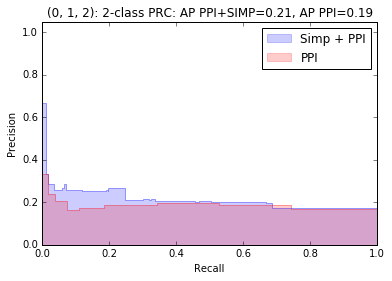 (0, 1, 2): 2-class PRC: AP PPI+SIMP=0.21, AP PPI=0.19
Simp + PPI
PPI
Precision
1.0
0.8
0.6
0.4
0.2
0.0
0.0 0.2 0.4 0.6 0.8 1.0
Recall